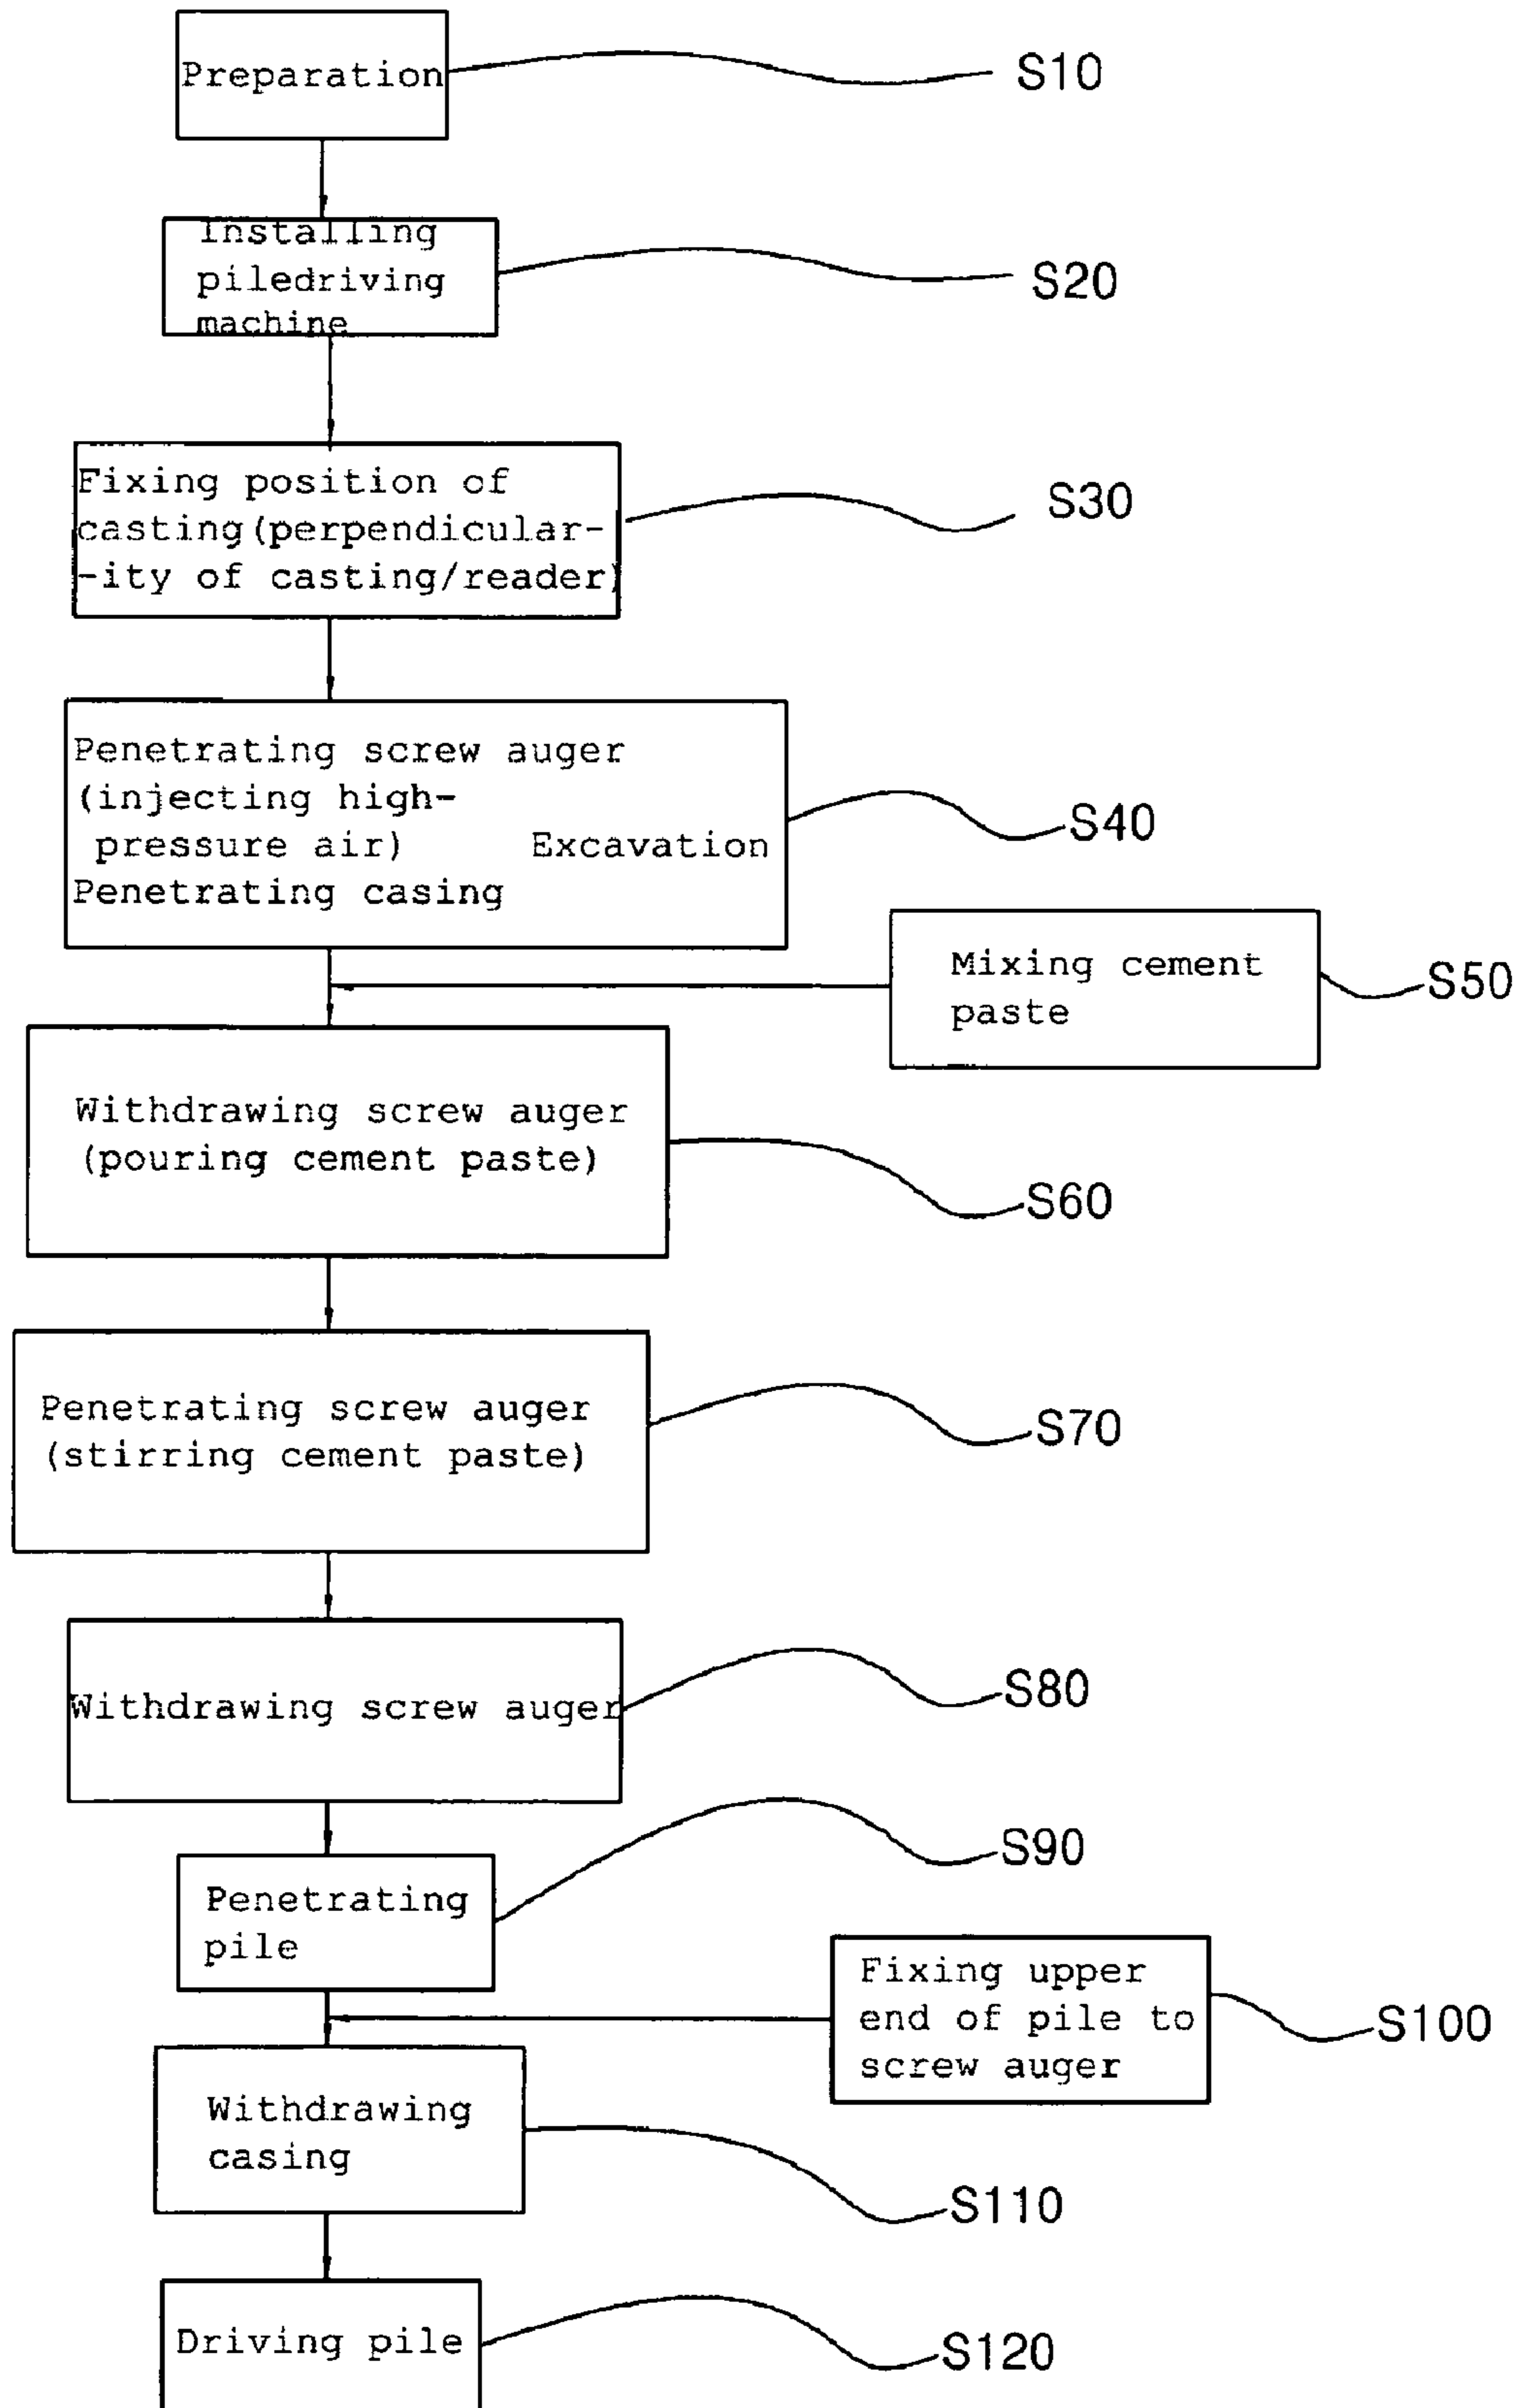 Preparation
S10
Installing
piledriving
machine
S20
Fixing position of
casting(perpendicular-
-ity of casting/reader)
S30
Penetrating screw auger
(injecting high-
pressure air) Excavation
Penetrating casing
S40
Mixing cement
paste
S50
Withdrawing screw auger
(pouring cement paste)
S60
Penetrating screw auger
(stirring cement paste)
S70
Withdrawing screw auger
S80
Penetrating
pile
S90
Fixing upper
end of pile to
screw auger
S100
Withdrawing
casing
S110
Driving pile
S120